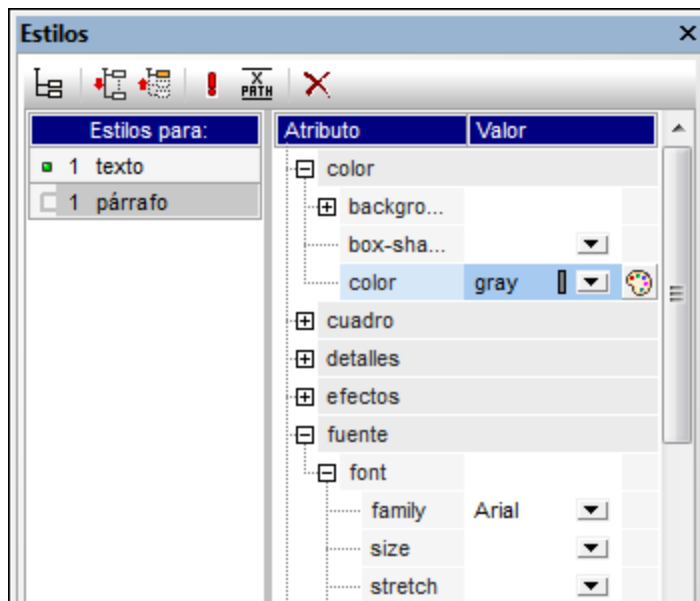 Estilos
X
PATH
Estilos para:
1 texto
1 párrafo
Atributo Valor
color
backgro...
box-sha...
color gray
cuadro
detalles
efectos
fuente
font
family Arial
size
stretch